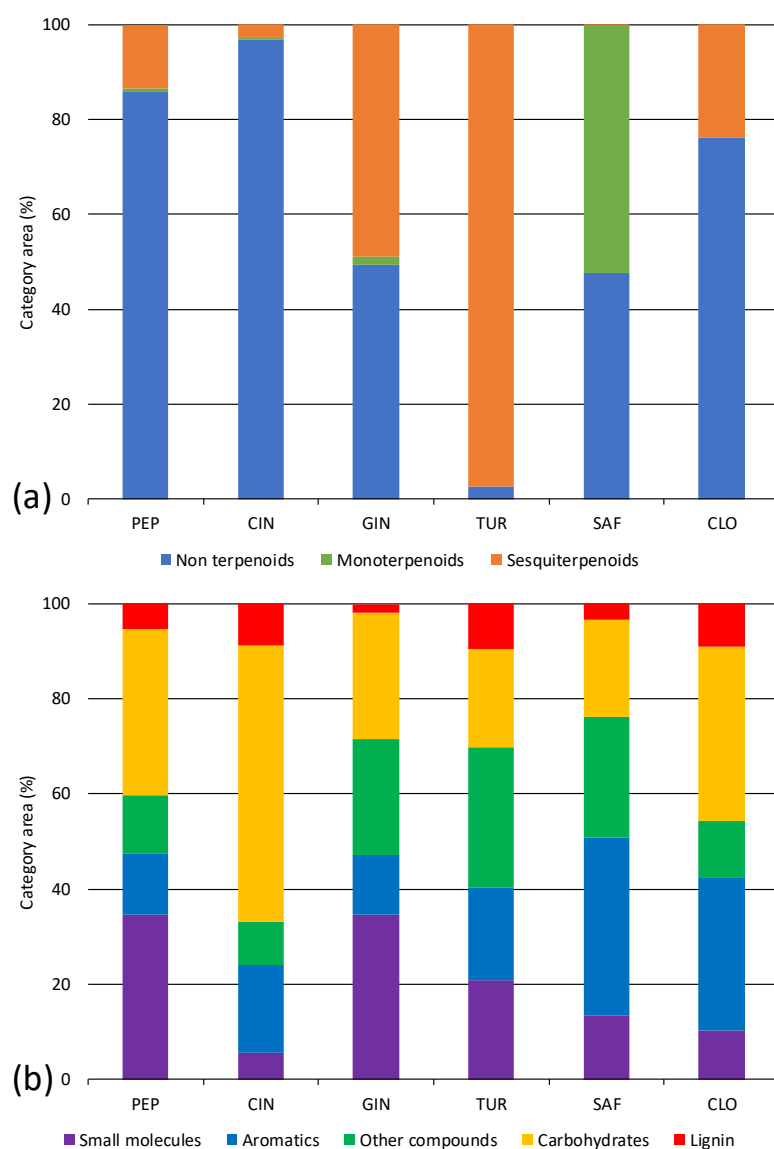 100
80
60
40
20
0
Category area (%)
(a)
PEP CIN GIN TUR SAF CLO
Non terpenoids Monoterpenoids Sesquiterpenoids
100
80
60
40
20
0
Category area (%)
(b)
PEP CIN GIN TUR SAF CLO
Small molecules Aromatics Other compounds Carbohydrates Lignin